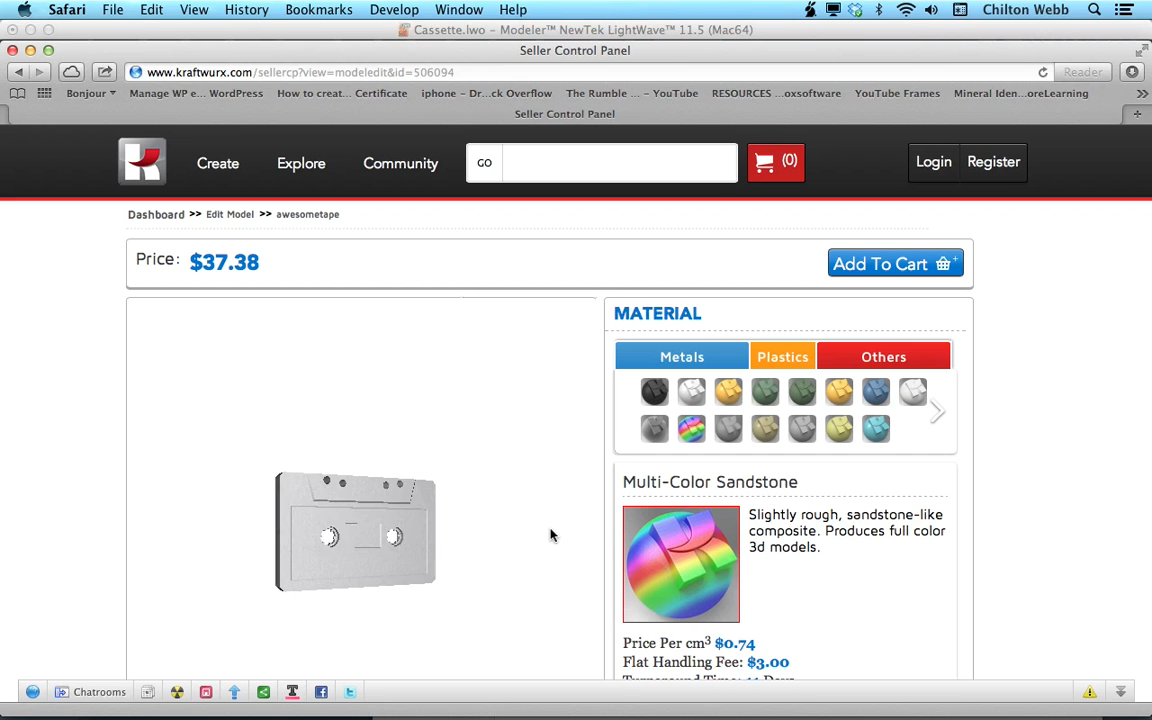 Safari File Edit View History Bookmarks Develop Window Help Chilton Webb
Cassette.lwo – Modeler™ NewTek LightWave™ 11.5 (Mac64)
Seller Control Panel
www.kraftwurx.com/sellercp?view=modeledit&id=506094 Reader
Bonjour Manage WP e... WordPress How to creat... Certificate iphone – Dr...ck Overflow The Rumble ... – YouTube RESOURCES ...oxsoftware YouTube Frames Mineral Iden...oreLearning
Seller Control Panel
Create Explore Community GO (0) Login Register
Dashboard >> Edit Model >> awesometape
Price: $37.38 Add To Cart
MATERIAL
Metals Plastics Others
Multi-Color Sandstone
Slightly rough, sandstone-like
composite. Produces full color
3d models.
Price Per cm3 $0.74
Flat Handling Fee: $3.00
Chatrooms